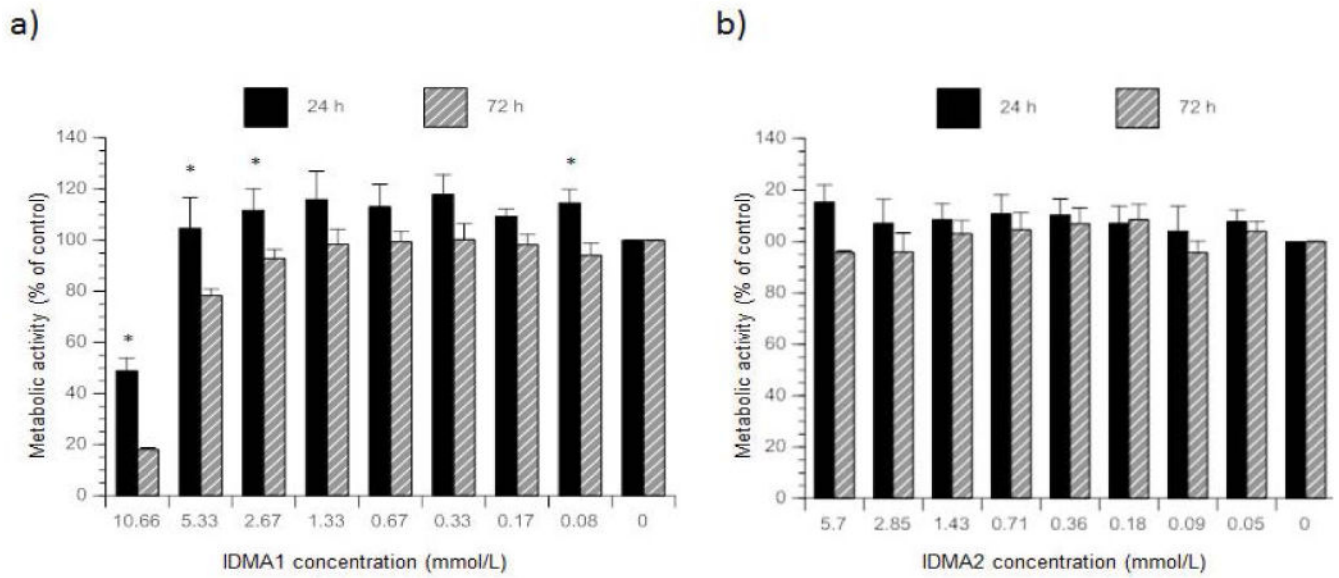 a)
24 h
72 h
140
120
100
80
60
40
20
0
Metabolic activity (% of control)
* * * *
10.66 5.33 2.67 1.33 0.67 0.33 0.17 0.08 0
IDMA1 concentration (mmol/L)
b)
24 h
72 h
140
20
00
20
60
40
20
0
Metabolic activity (% of control)
5.7 2.85 1.43 0.71 0.36 0.18 0.09 0.05 0
IDMA2 concentration (mmol/L)